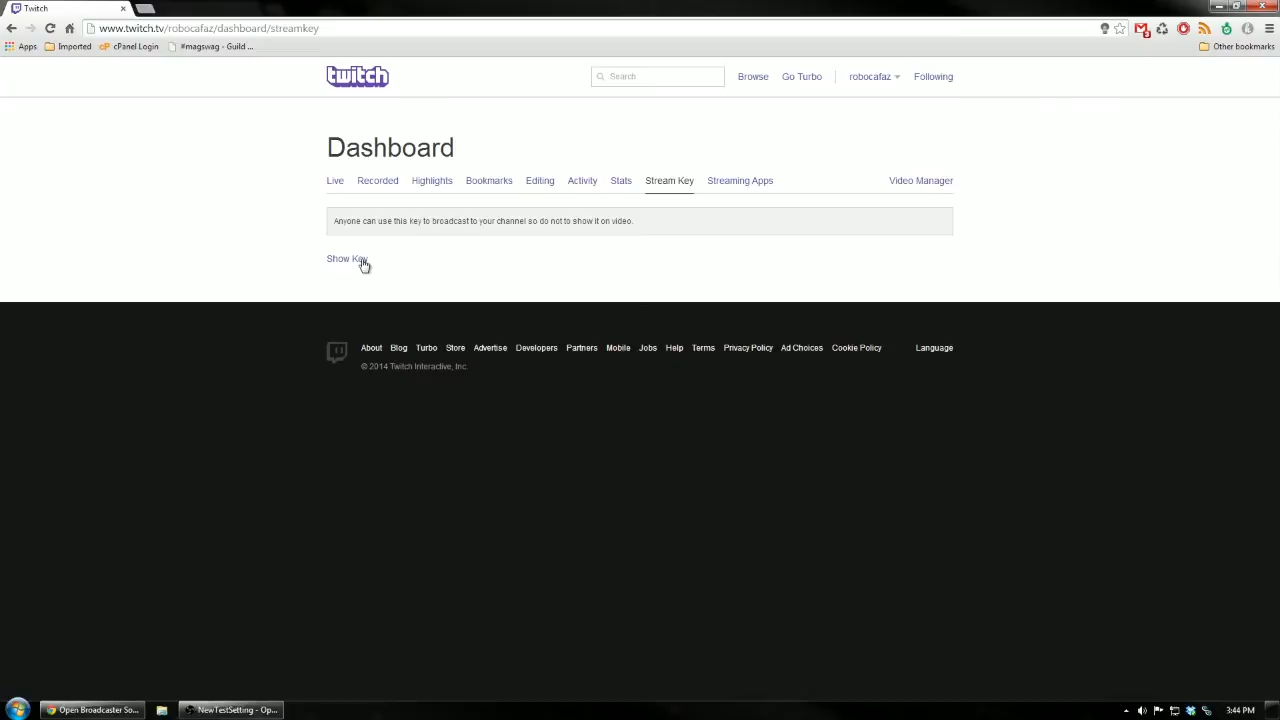 Twitch
www.twitch.tv/robocafaz/dashboard/streamkey
Apps Imported cPanel Login #magswag - Guild ... Other bookmarks
twitch Search Browse Go Turbo robocafaz Following
Dashboard
Live Recorded Highlights Bookmarks Editing Activity Stats Stream Key Streaming Apps Video Manager
Anyone can use this key to broadcast to your channel so do not to show it on video.
Show Key
About Blog Turbo Store Advertise Developers Partners Mobile Jobs Help Terms Privacy Policy Ad Choices Cookie Policy Language
© 2014 Twitch Interactive, Inc.
Open Broadcaster So... NewTestSetting - Op... 3:44 PM